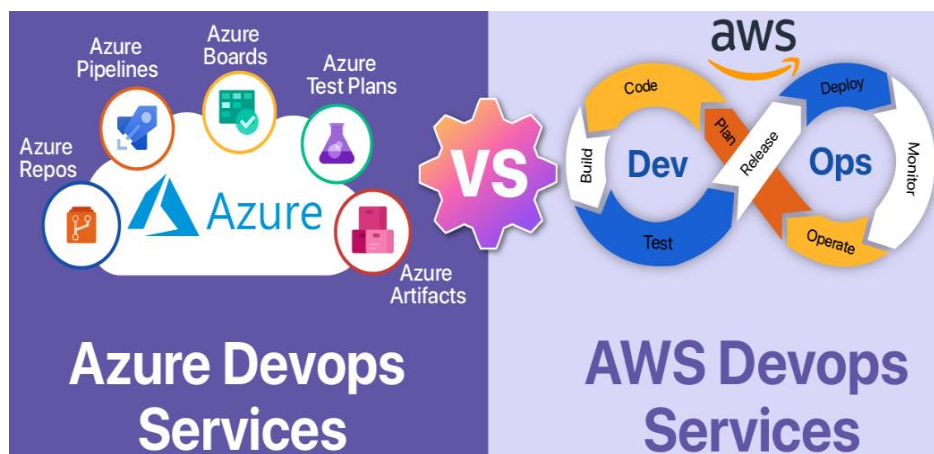 Azure
Repos
Azure
Pipelines
Azure
Boards
Azure
Test Plans
Azure
Artifacts
Azure
Azure Devops
Services
VS
aws
Code
Plan
Build
Dev
Test
Release
Deploy
Ops
Monitor
Operate
AWS Devops
Services